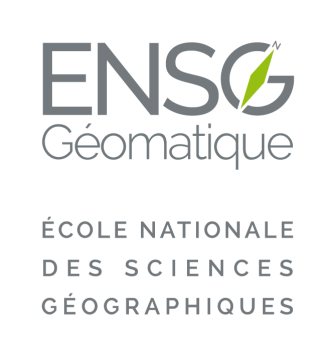 ENSG
N
Géomatique
ÉCOLE NATIONALE
DES SCIENCES
GÉOGRAPHIQUES